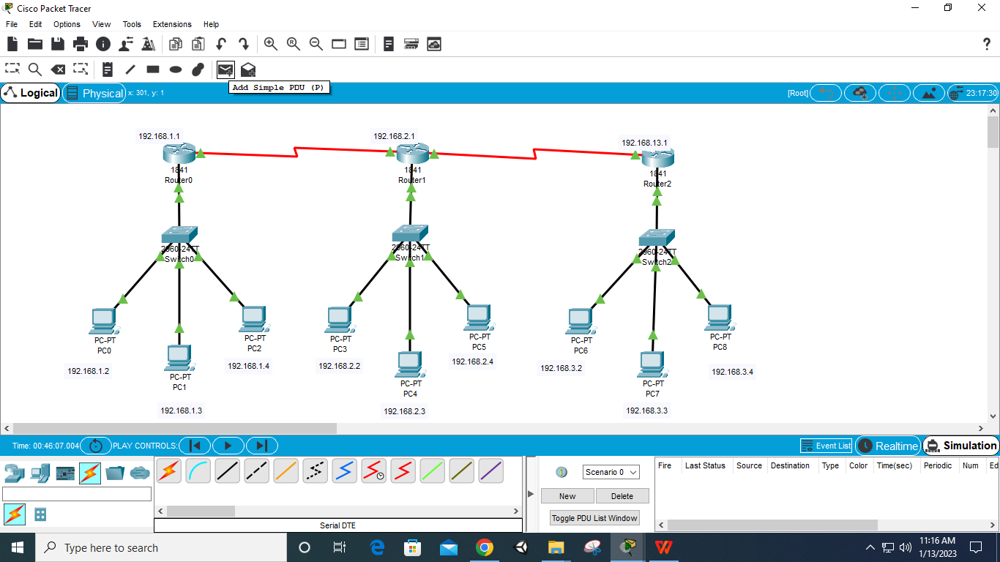 Cisco Packet Tracer
File Edit Options View Tools Extensions Help
?
Add Simple PDU (P)
Logical Physical x: 301, y: 1 [Root] 23:17:30
192.168.1.1 192.168.2.1 192.168.13.1
1841 1841 1841
Router0 Router1 Router2
2960-24TT 2960-24TT 2960-24TT
Switch0 Switch1 Switch2
PC-PT PC-PT PC-PT PC-PT PC-PT PC-PT
PC0 PC2 PC3 PC5 PC6 PC8
192.168.1.2 192.168.1.4 192.168.2.2 192.168.2.4 192.168.3.2 192.168.3.4
PC-PT PC-PT PC-PT
PC1 PC4 PC7
192.168.1.3 192.168.2.3 192.168.3.3
Time: 00:46:07.004 PLAY CONTROLS: Event List Realtime Simulation
Fire Last Status Source Destination Type Color Time(sec) Periodic Num Ed
Scenario 0
New Delete
Toggle PDU List Window
Serial DTE
Type here to search
11:16 AM
1/13/2023